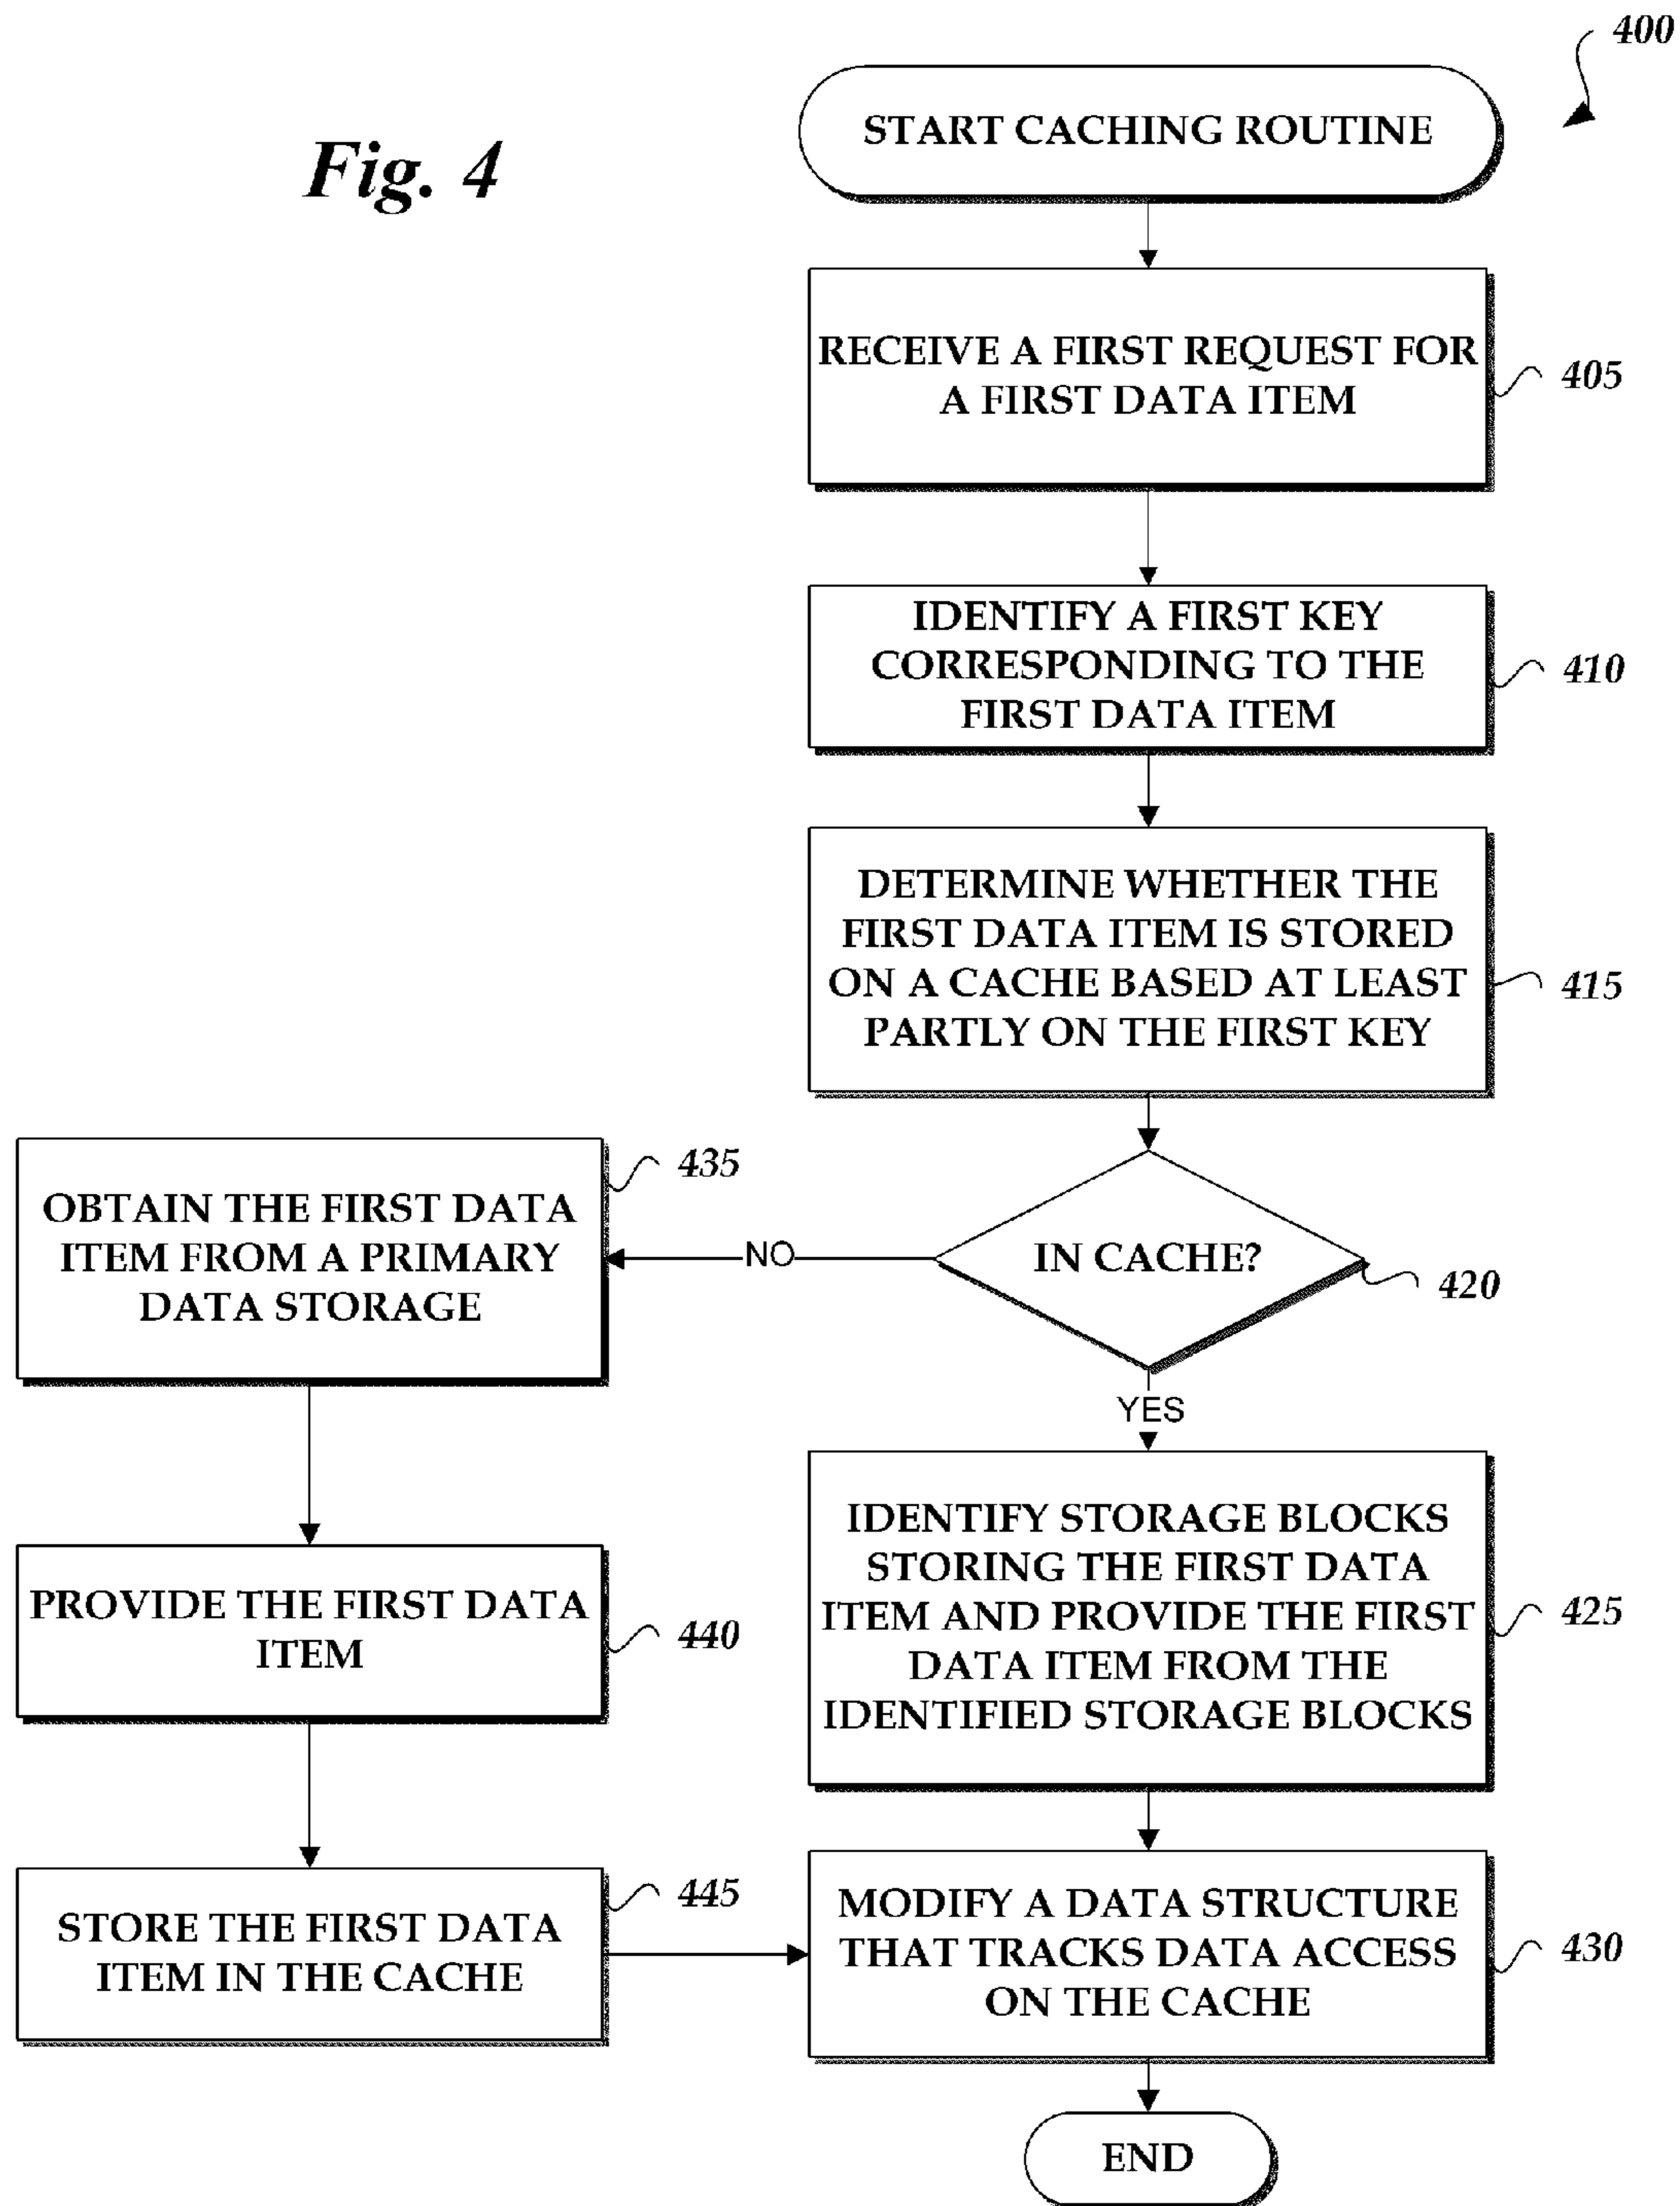 400
Fig. 4
START CACHING ROUTINE
RECEIVE A FIRST REQUEST FOR
A FIRST DATA ITEM
405
IDENTIFY A FIRST KEY
CORRESPONDING TO THE
FIRST DATA ITEM
410
DETERMINE WHETHER THE
FIRST DATA ITEM IS STORED
ON A CACHE BASED AT LEAST
PARTLY ON THE FIRST KEY
415
IN CACHE?
420
NO
OBTAIN THE FIRST DATA
ITEM FROM A PRIMARY
DATA STORAGE
435
PROVIDE THE FIRST DATA
ITEM
440
STORE THE FIRST DATA
ITEM IN THE CACHE
445
YES
IDENTIFY STORAGE BLOCKS
STORING THE FIRST DATA
ITEM AND PROVIDE THE FIRST
DATA ITEM FROM THE
IDENTIFIED STORAGE BLOCKS
425
MODIFY A DATA STRUCTURE
THAT TRACKS DATA ACCESS
ON THE CACHE
430
END